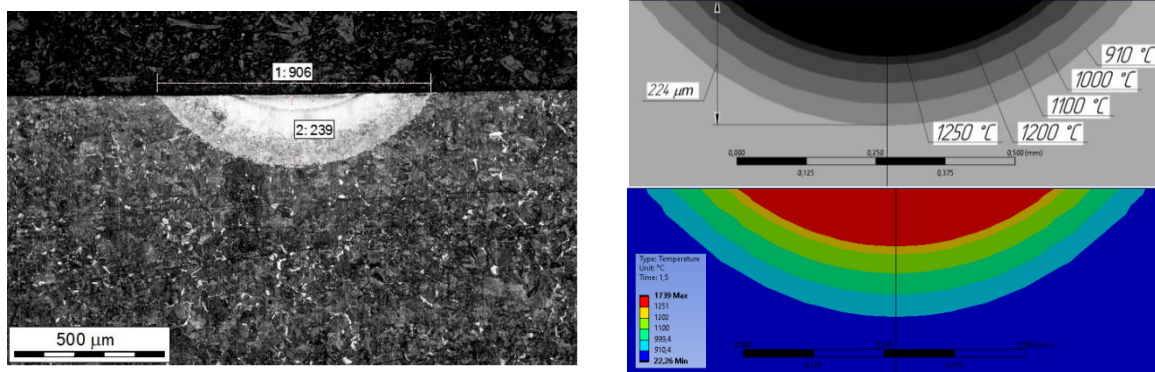 1: 906
2: 239
500 μm
224 μm
910 °C
1000 °C
1100 °C
1250 °C
1200 °C
0,000
0,250
0,500 (mm)
0,125
0,375
Type: Temperature
Unit: °C
Time: 1,5
1739 Max
1251
1202
1100
999,4
910,4
22,26 Min